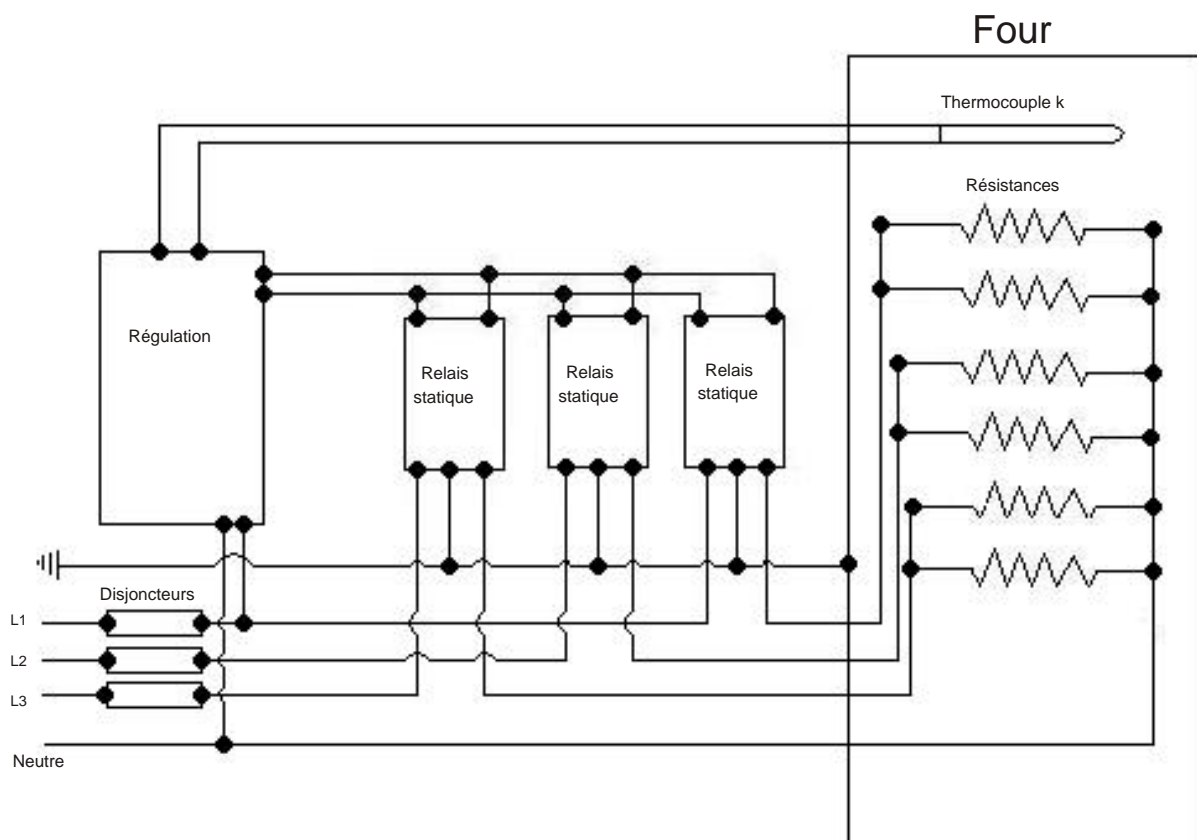 Four
Thermocouple k
Résistances
Régulation
Relais
statique
Relais
statique
Relais
statique
Disjoncteurs
L1
L2
L3
Neutre